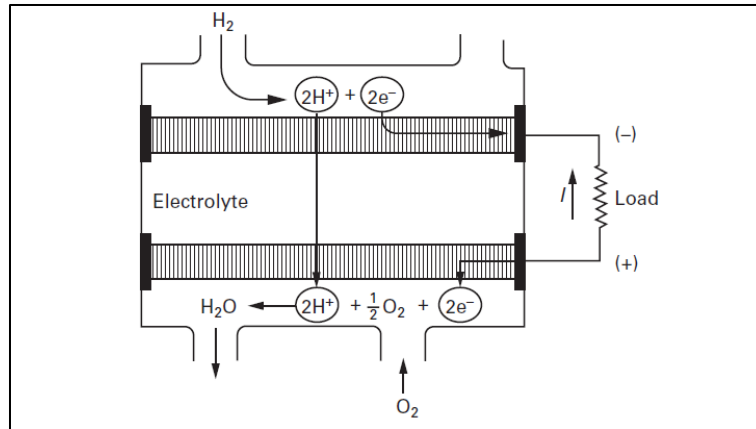 H₂
2H⁺ + 2e⁻
(−)
Electrolyte
I
Load
(+)
H₂O 2H⁺ + 1/2 O₂ + 2e⁻
O₂